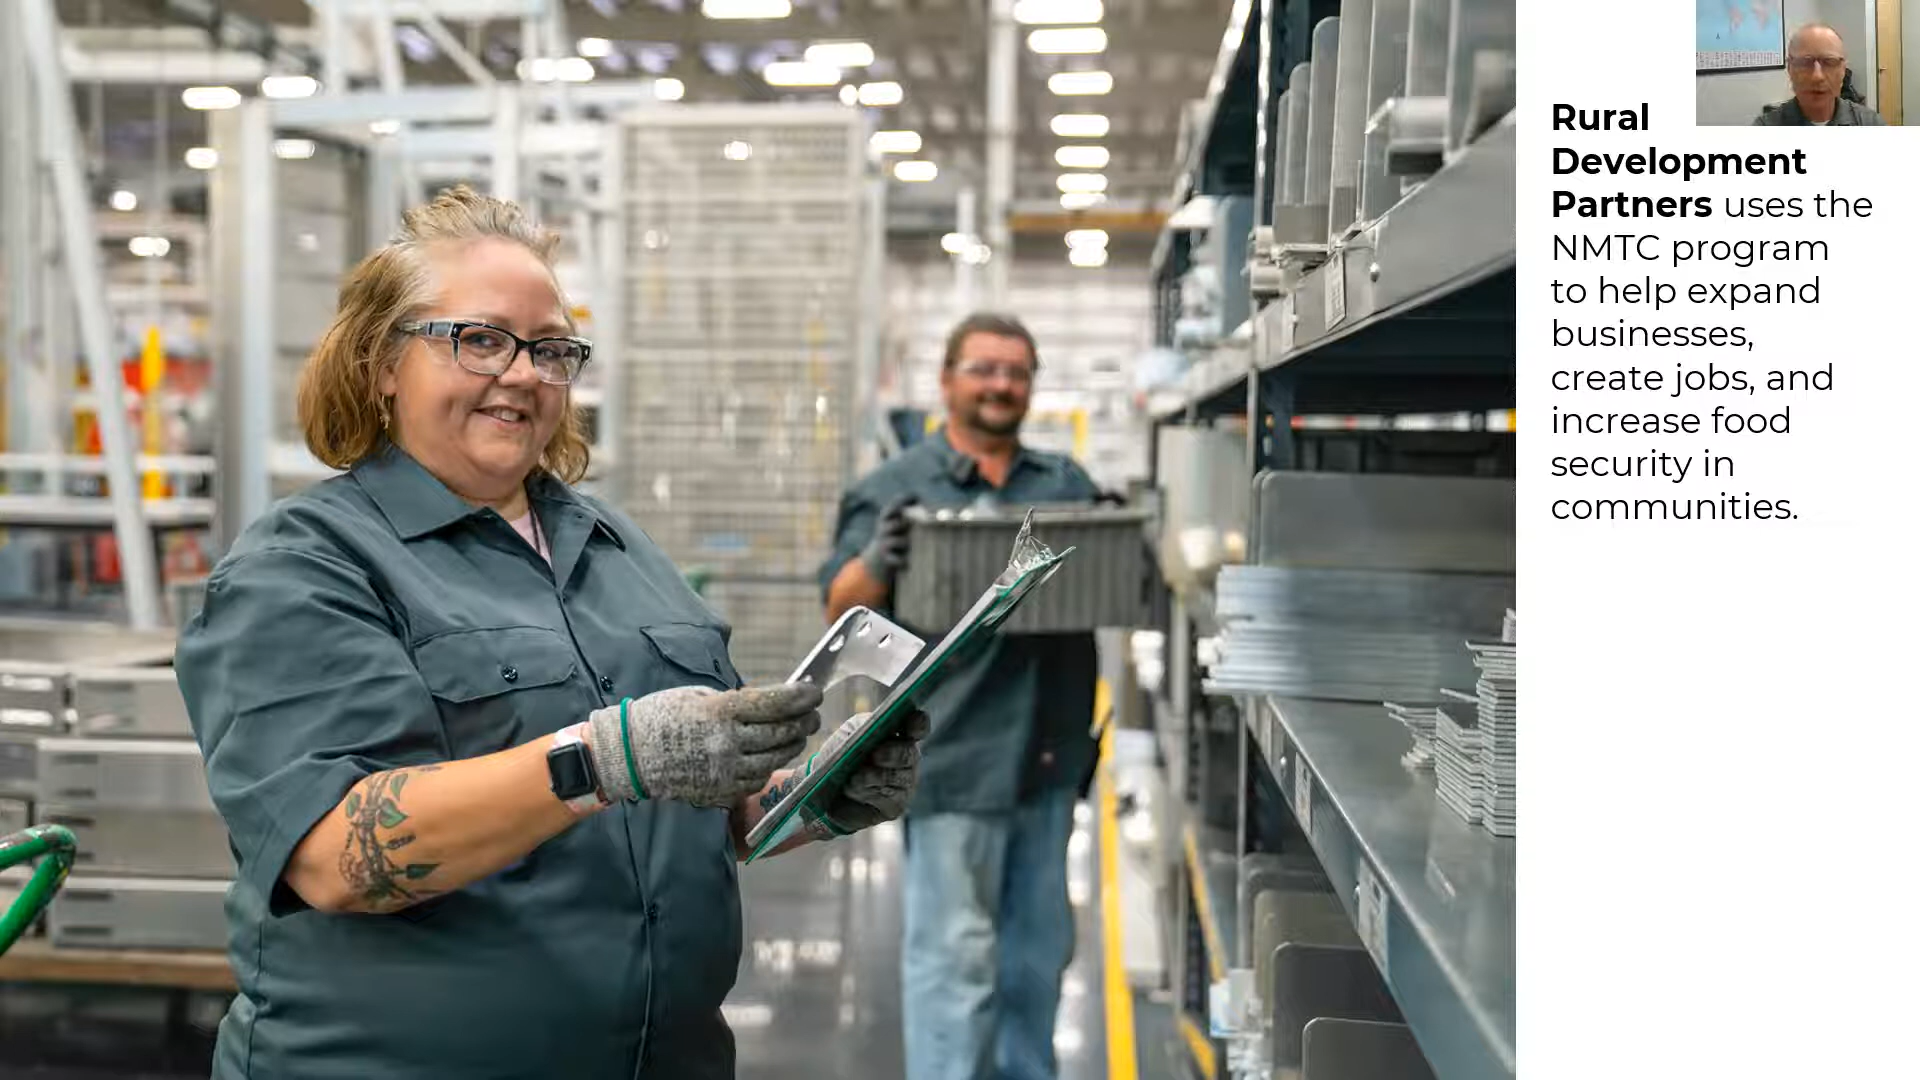 Rural
Development
Partners uses the
NMTC program
to help expand
businesses,
create jobs, and
increase food
security in
communities.